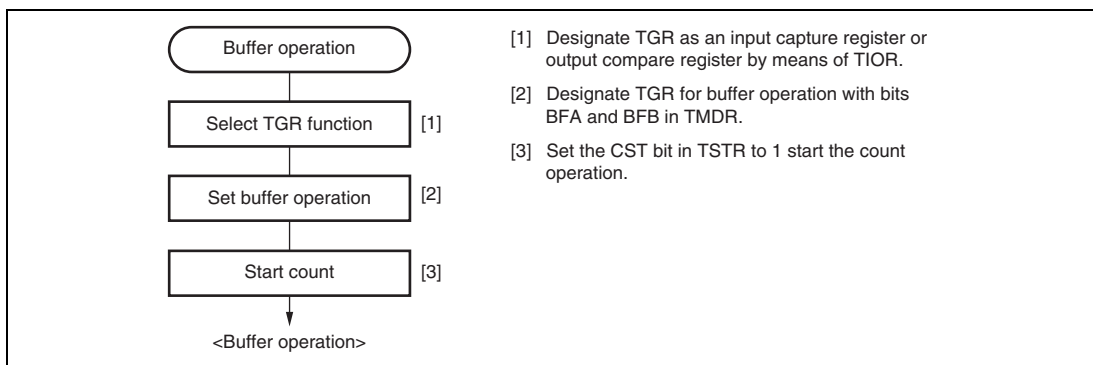 Buffer operation
Select TGR function
[1]
Set buffer operation
[2]
Start count
[3]
<Buffer operation>
[1] Designate TGR as an input capture register or
output compare register by means of TIOR.
[2] Designate TGR for buffer operation with bits
BFA and BFB in TMDR.
[3] Set the CST bit in TSTR to 1 start the count
operation.